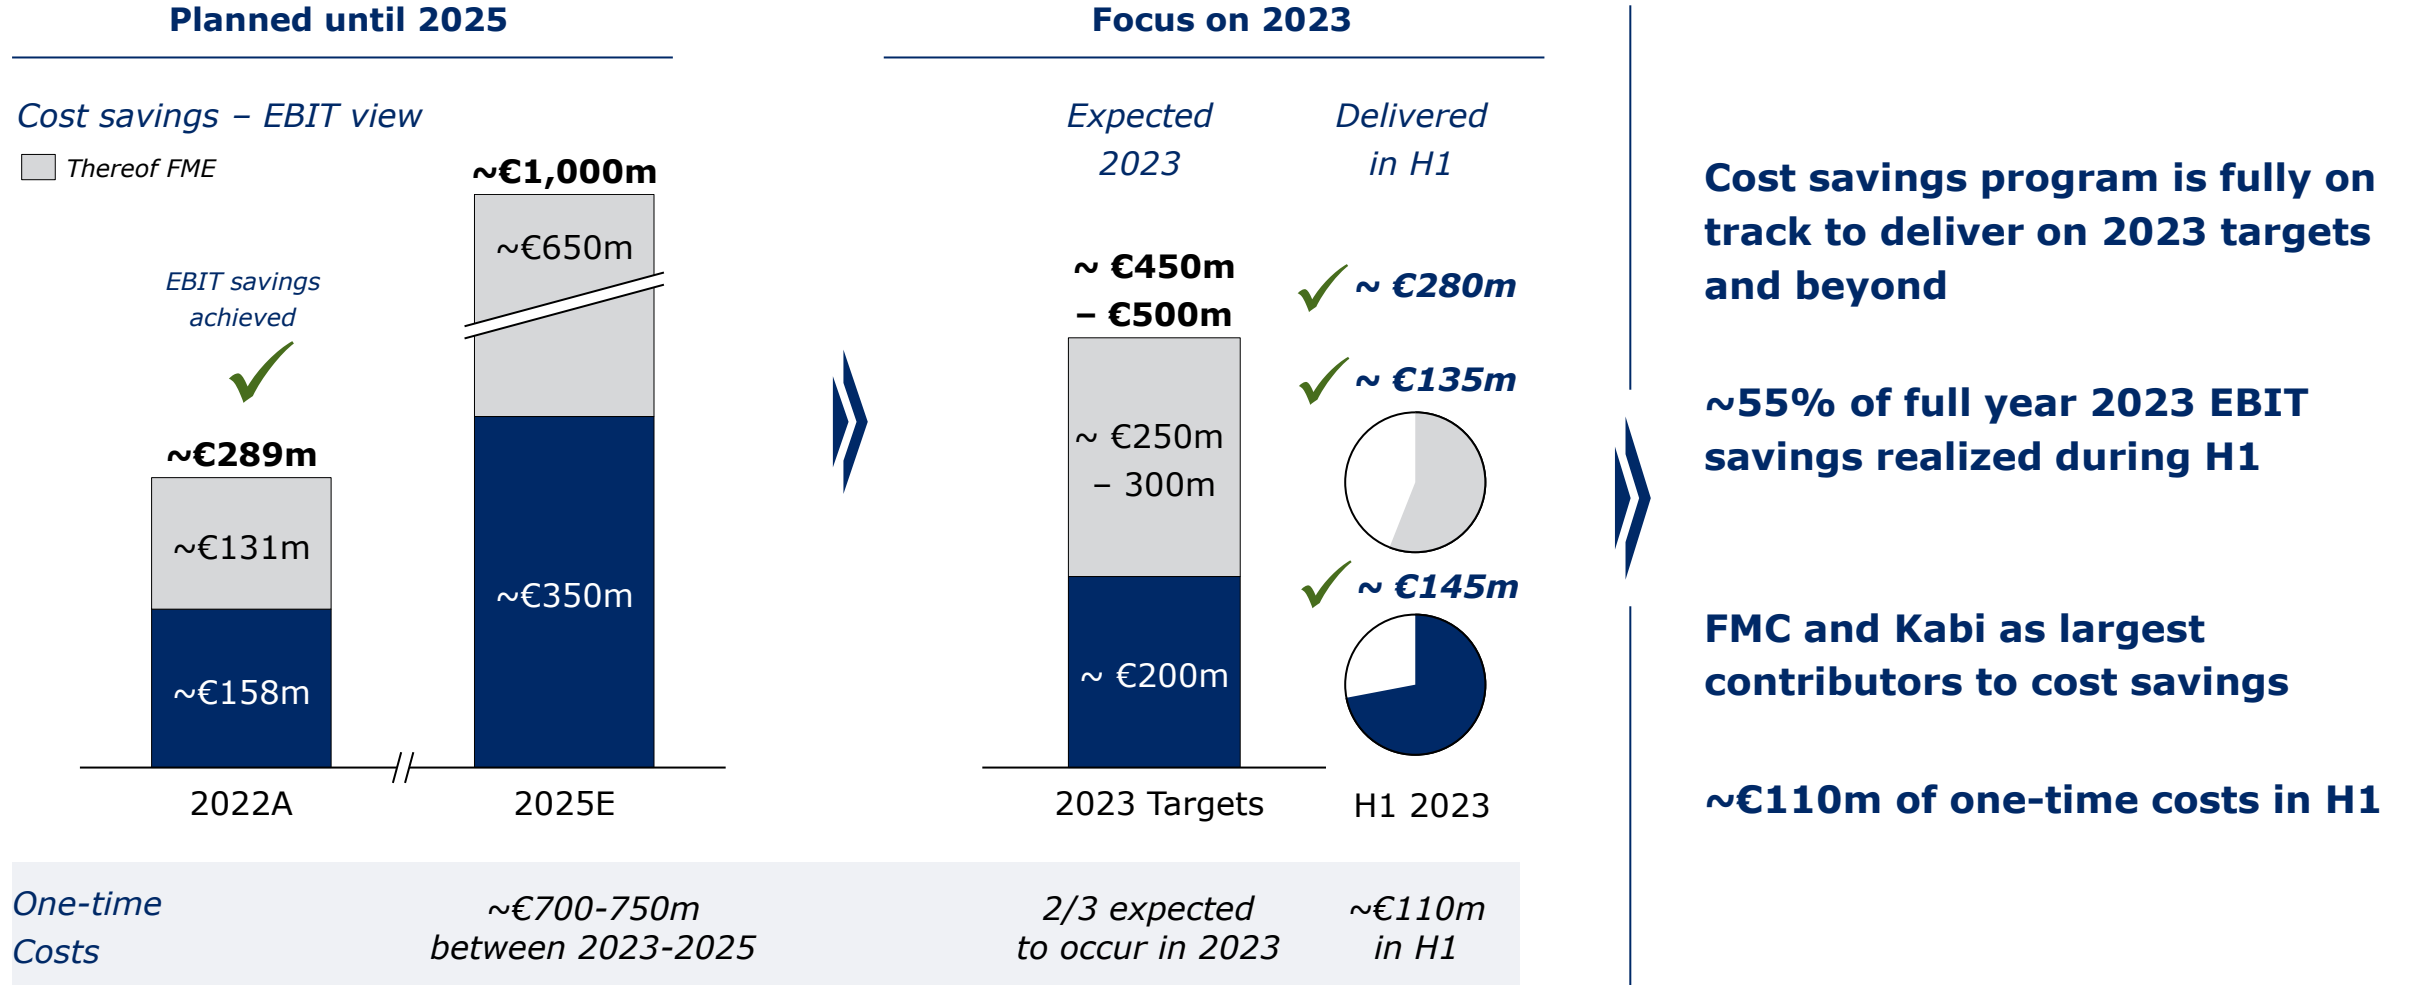 Planned until 2025
Cost savings – EBIT view
Thereof FME
EBIT savings
achieved
~€289m
~€131m
~€158m
2022A
~€1,000m
~€650m
~€350m
2025E
Focus on 2023
Expected
2023
~ €450m
– €500m
~ €250m
– 300m
~ €200m
2023 Targets
Delivered
in H1
~ €280m
~ €135m
~ €145m
H1 2023
One-time
Costs
~€700-750m
between 2023-2025
2/3 expected
to occur in 2023
~€110m
in H1
Cost savings program is fully on
track to deliver on 2023 targets
and beyond
~55% of full year 2023 EBIT
savings realized during H1
FMC and Kabi as largest
contributors to cost savings
~€110m of one-time costs in H1